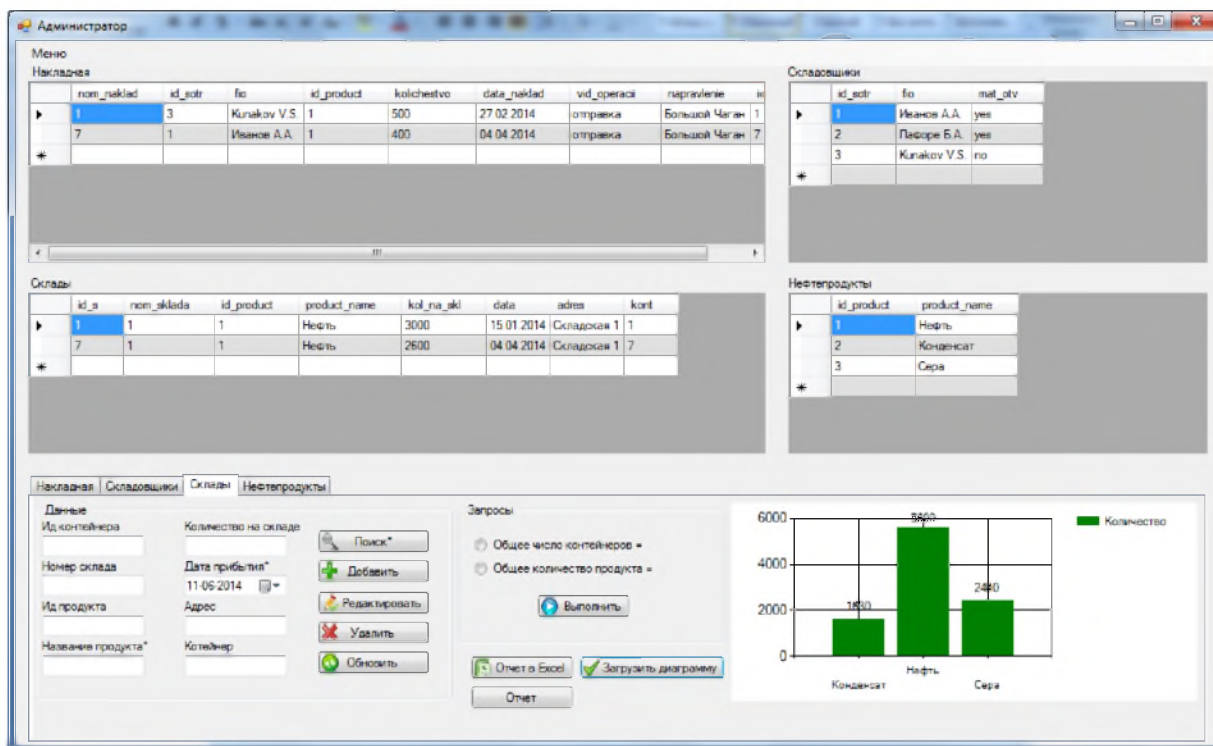 Администратор
Меню
Накладная
nom_naklad id_sotr fio id_product kolichestvo data_naklad vid_operacii napravlenie
1 3 Kunakov V.S. 1 500 27.02.2014 отправка Большой Чаган 1
7 1 Иванов А.А. 1 400 04.04.2014 отправка Большой Чаган 7
Складовщики
id_sotr fio mat_otv
1 Иванов А.А. yes
2 Пафоре Б.А. yes
3 Kunakov V.S. no
Склады
id_s nom_sklada id_product product_name kol_na_skl data adres kont
1 1 1 Нефть 3000 15.01.2014 Складская 1 1
7 1 1 Нефть 2600 04.04.2014 Складская 1 7
Нефтепродукты
id_product product_name
1 Нефть
2 Конденсат
3 Сера
Накладная Складовщики Склады Нефтепродукты
Данные
Ид контейнера Количество на складе
Номер склада Дата прибытия*
11-06-2014
Ид продукта Адрес
Название продукта* Котейнер
Поиск*
Добавить
Редактировать
Удалить
Обновить
Запросы
Общее число контейнеров =
Общее количество продукта =
Выполнить
Отчет в Excel Загрузить диаграмму
Отчет
6000
4000
2000
0
1630
2440
Конденсат Нефть Сера
Количество